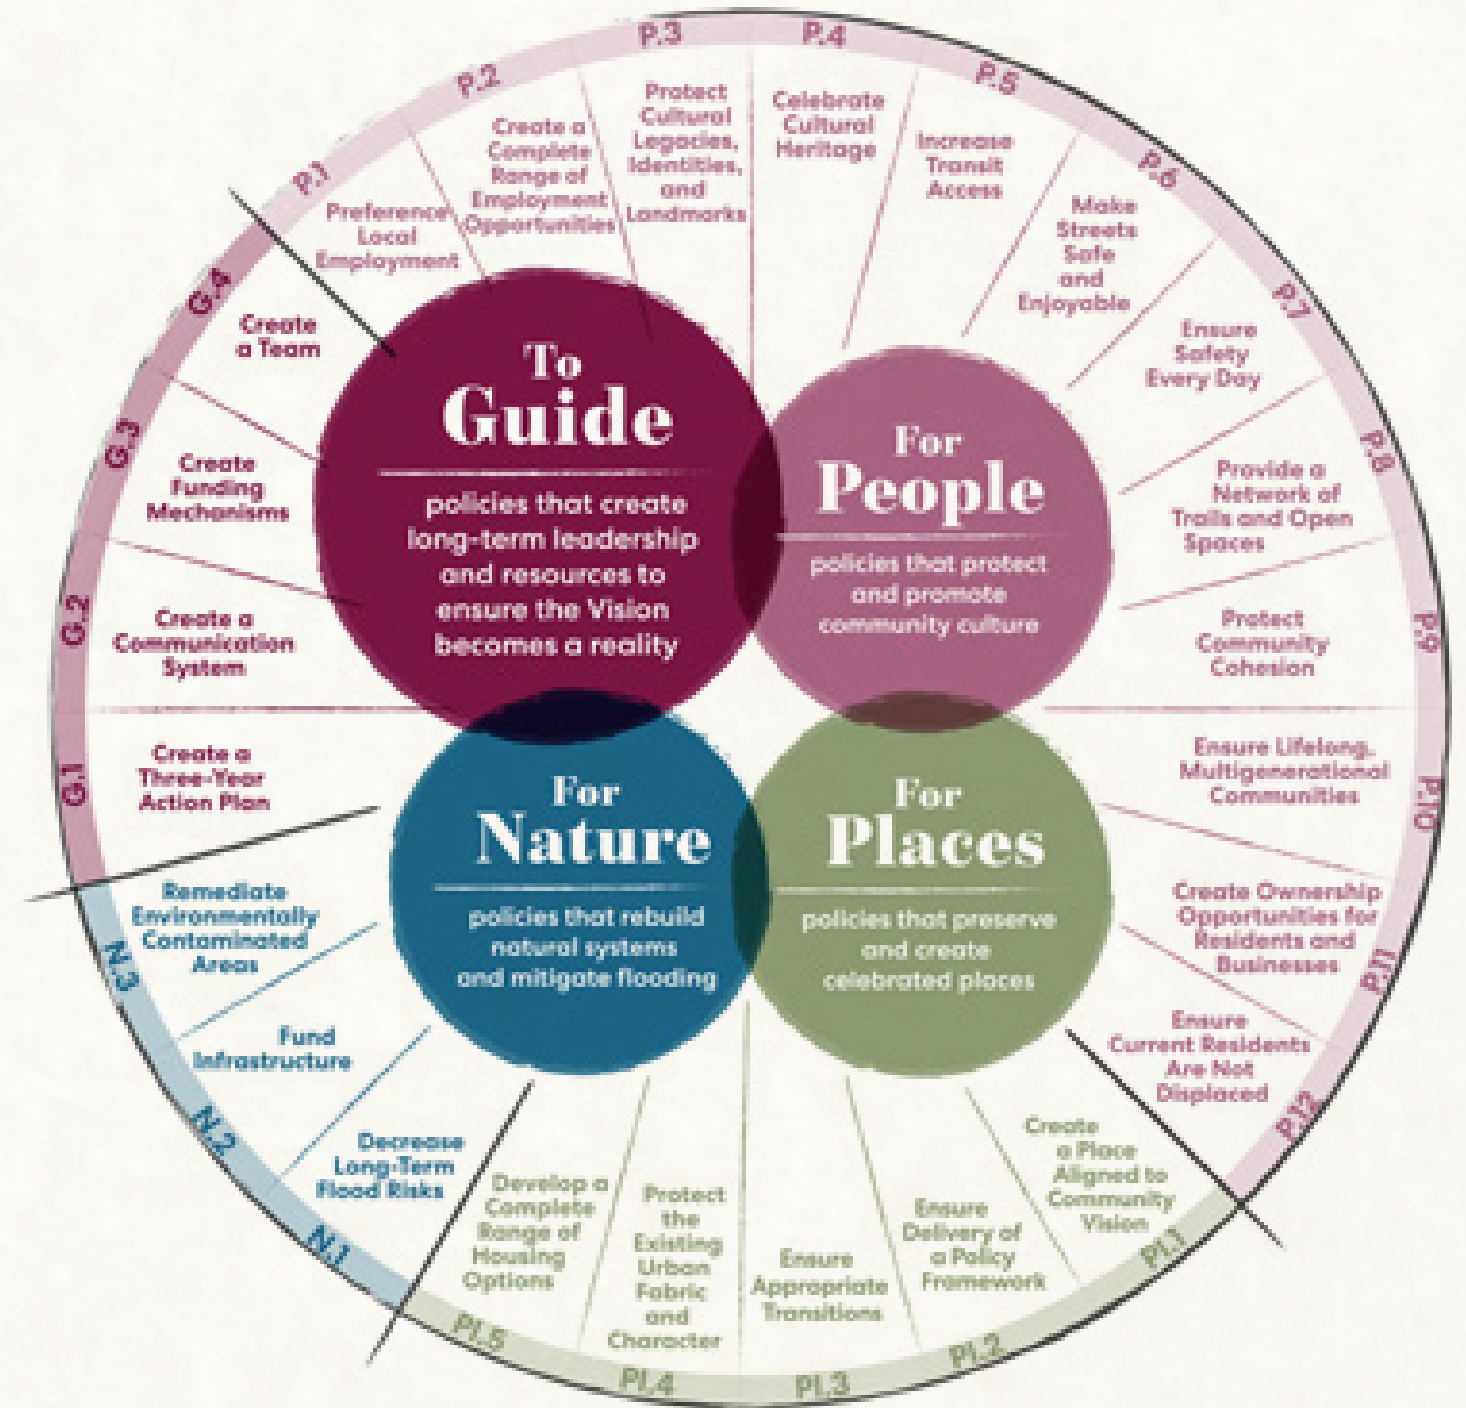 To
Guide
policies that create
long-term leadership
and resources to
ensure the Vision
becomes a reality
For
People
policies that protect
and promote
community culture
For
Nature
policies that rebuild
natural systems
and mitigate flooding
For
Places
policies that preserve
and create
celebrated places
G.1
Create a
Three-Year
Action Plan
G.2
Create a
Communication
System
G.3
Create
Funding
Mechanisms
G.4
Create
a Team
P.1
Preference
Local
Employment
P.2
Create a
Complete
Range of
Employment
Opportunities
P.3
Protect
Cultural
Legacies,
Identities,
and
Landmarks
P.4
Celebrate
Cultural
Heritage
P.5
Increase
Transit
Access
P.6
Make
Streets
Safe
and
Enjoyable
P.7
Ensure
Safety
Every Day
P.8
Provide a
Network of
Trails and Open
Spaces
P.9
Protect
Community
Cohesion
P.10
Ensure Lifelong,
Multigenerational
Communities
P.11
Create Ownership
Opportunities for
Residents and
Businesses
P.12
Ensure
Current Residents
Are Not
Displaced
Pl.1
Create
a Place
Aligned to
Community
Vision
Pl.2
Ensure
Delivery of
a Policy
Framework
Pl.3
Ensure
Appropriate
Transitions
Pl.4
Protect
the
Existing
Urban
Fabric
and
Character
Pl.5
Develop a
Complete
Range of
Housing
Options
N.1
Decrease
Long-Term
Flood Risks
N.2
Fund
Infrastructure
N.3
Remediate
Environmentally
Contaminated
Areas